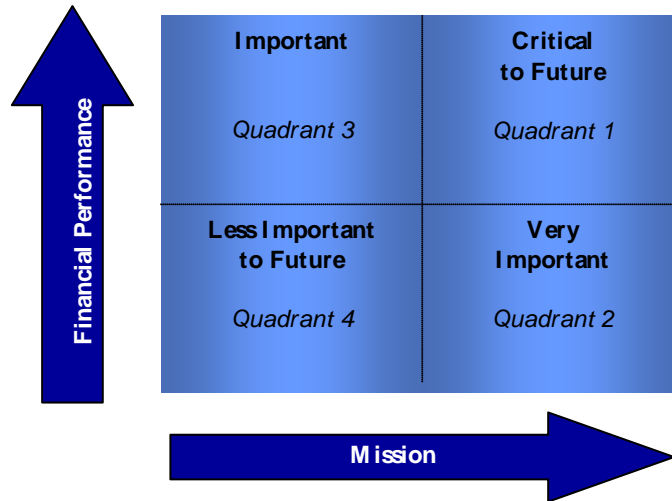 Financial Performance
Important
Quadrant 3
Critical
to Future
Quadrant 1
Less Important
to Future
Quadrant 4
Very
Important
Quadrant 2
Mission